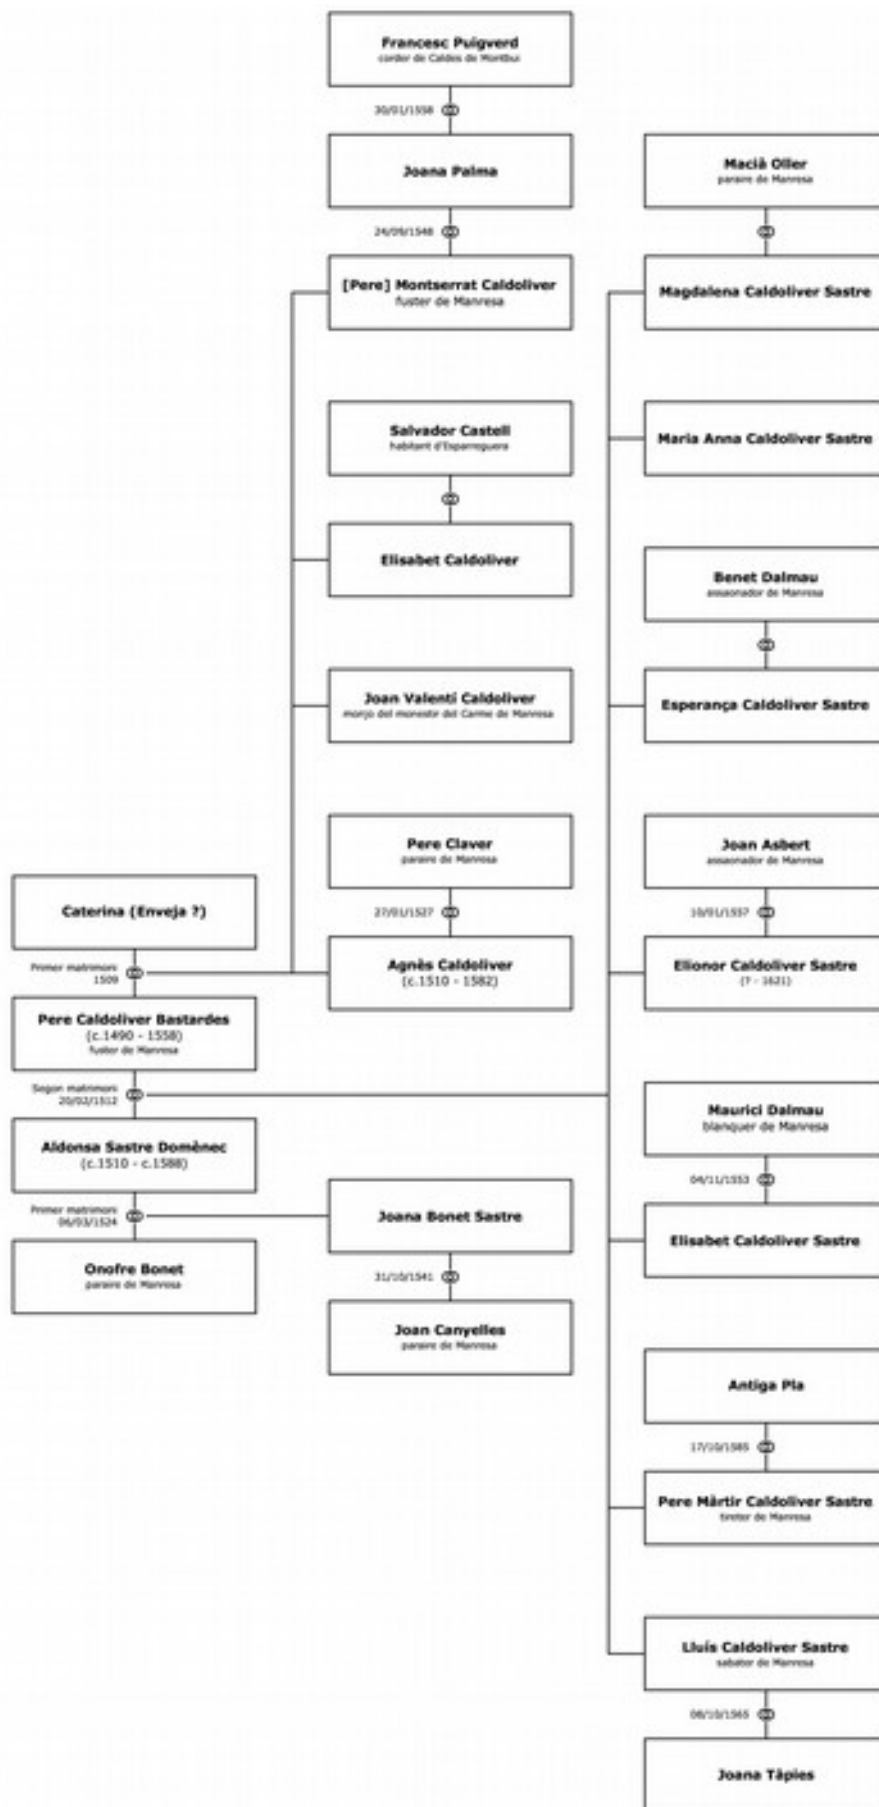 Francesc Puigverd
corder de Caldes de Montbui
30/01/1558
Joana Palma
24/09/1548
[Pere] Montserrat Caldoliver
fuster de Manresa
Salvador Castell
habitant d'Esparreguera
Elisabet Caldoliver
Joan Valentí Caldoliver
monjo del monestir del Carme de Manresa
Pere Claver
paraire de Manresa
27/01/1527
Agnès Caldoliver
(c.1510 - 1582)
Caterina (Enveja ?)
Primer matrimoni
1509
Pere Caldoliver Bastardes
(c.1490 - 1558)
fuster de Manresa
Segon matrimoni
20/02/1512
Aldonsa Sastre Domènec
(c.1510 - c.1588)
Primer matrimoni
06/03/1524
Onofre Bonet
paraire de Manresa
Joana Bonet Sastre
31/10/1541
Joan Canyelles
paraire de Manresa
Macià Oller
paraire de Manresa
Magdalena Caldoliver Sastre
Maria Anna Caldoliver Sastre
Benet Dalmau
assaonador de Manresa
Esperança Caldoliver Sastre
Joan Asbert
assaonador de Manresa
10/01/1557
Elionor Caldoliver Sastre
(? - 1621)
Maurici Dalmau
blanquer de Manresa
04/11/1553
Elisabet Caldoliver Sastre
Antiga Pla
17/10/1585
Pere Màrtir Caldoliver Sastre
tireter de Manresa
Lluís Caldoliver Sastre
sabater de Manresa
08/10/1565
Joana Tàpies